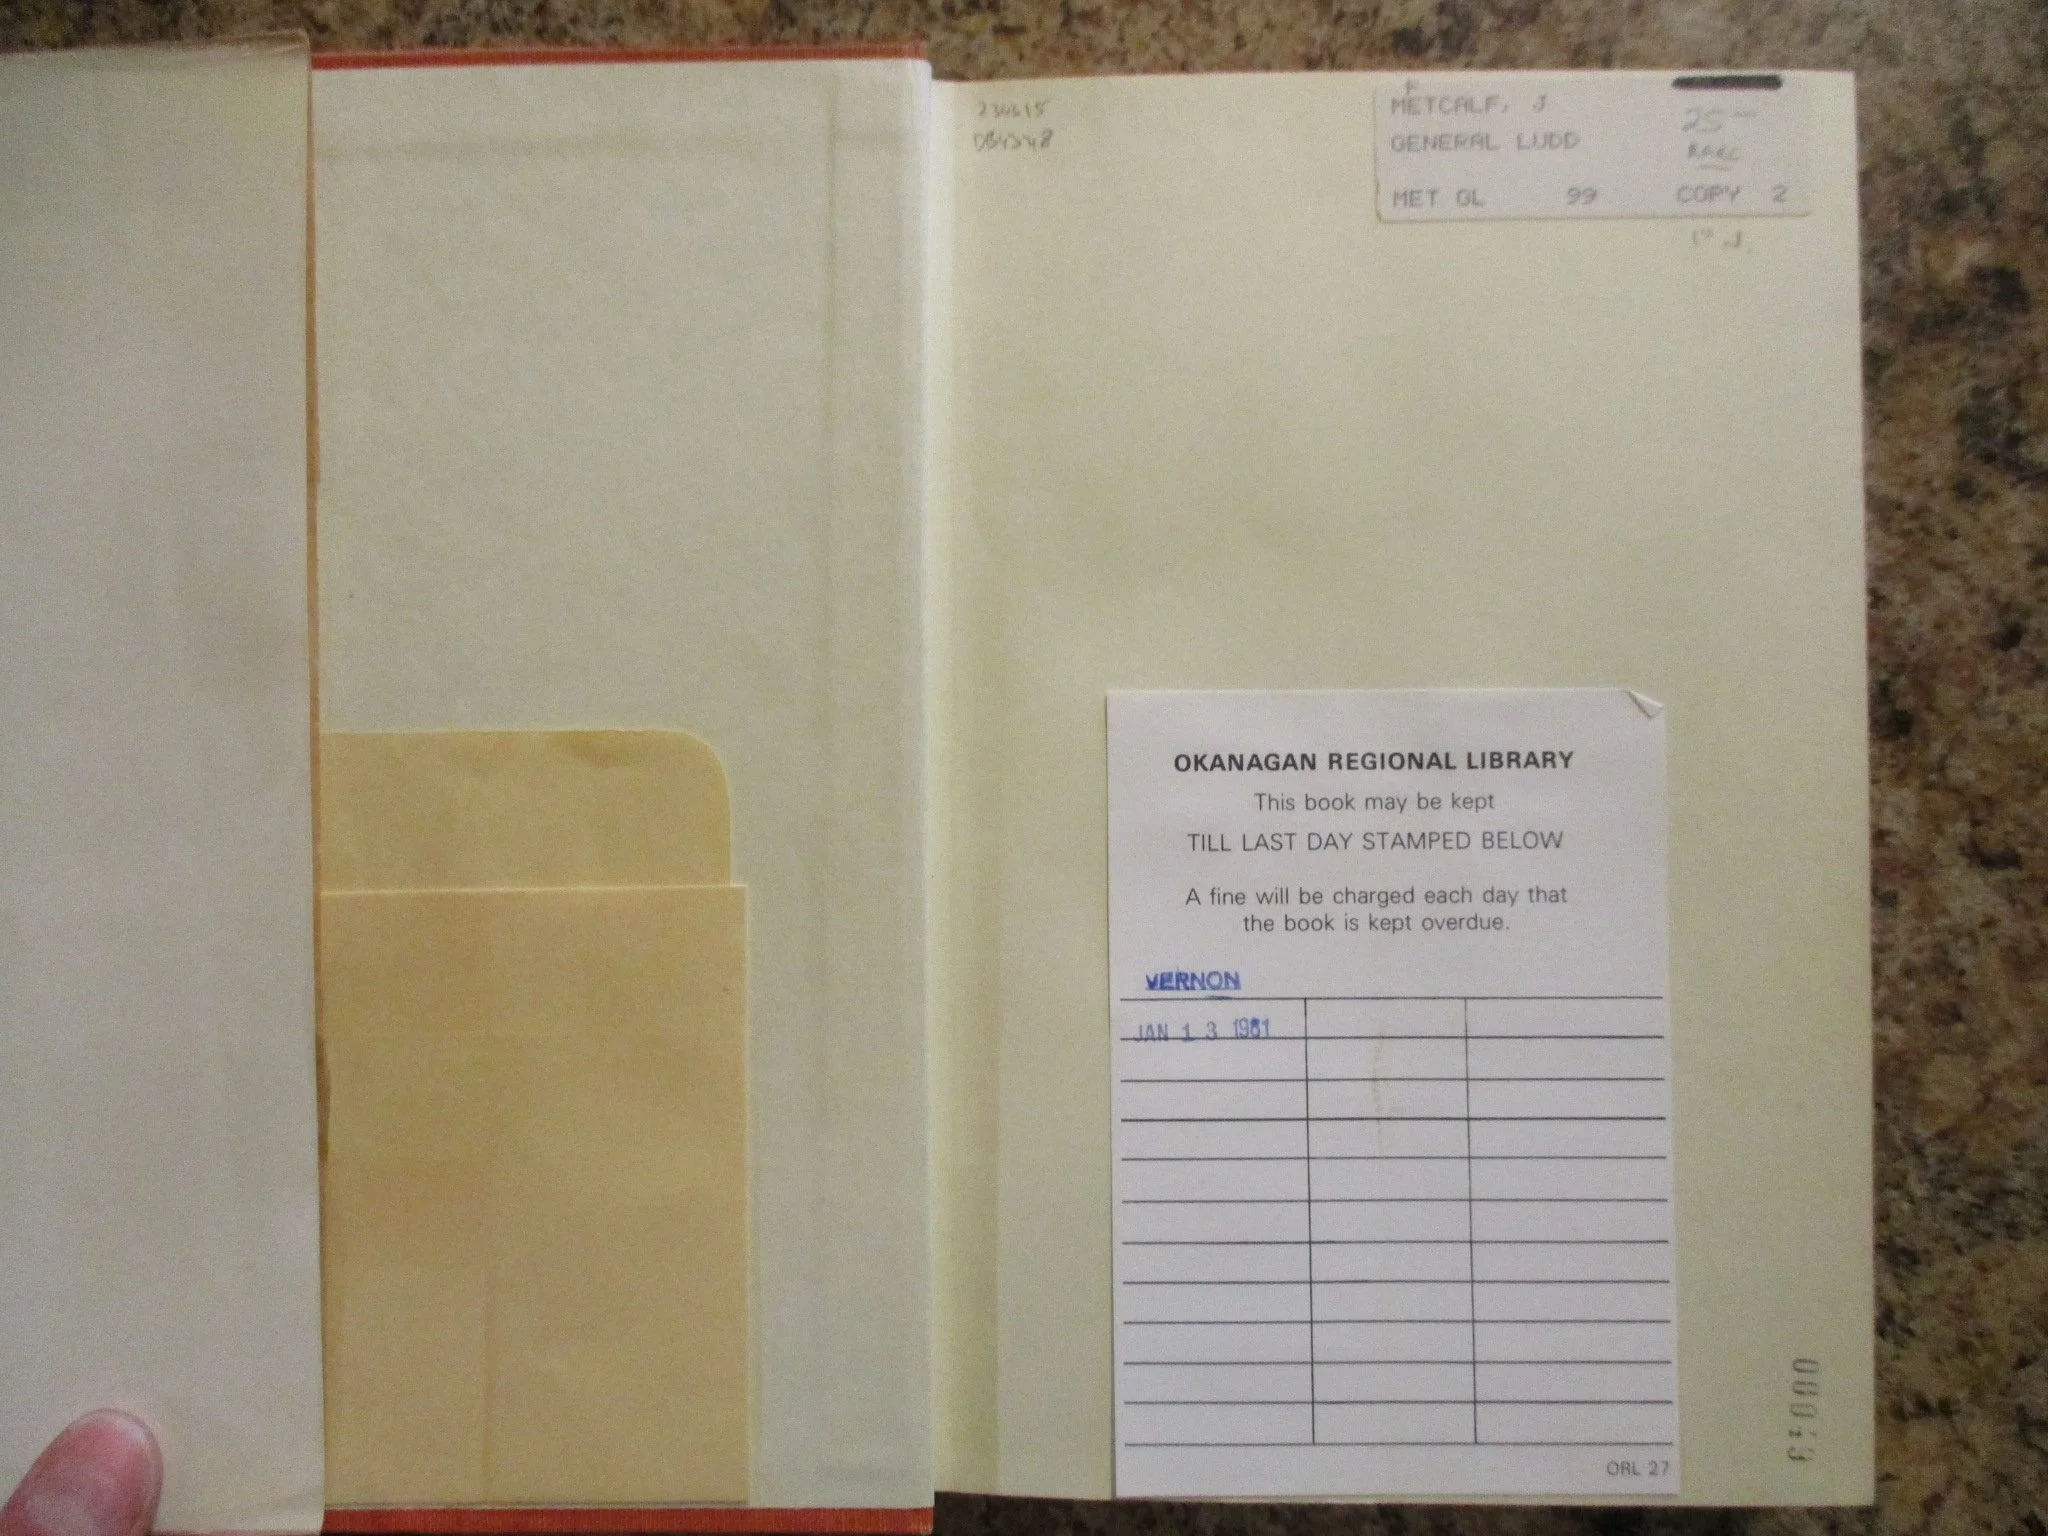 F
METCALF, J
GENERAL LUDD
25 —
RARE
MET GL 99 COPY 2
OKANAGAN REGIONAL LIBRARY
This book may be kept
TILL LAST DAY STAMPED BELOW
A fine will be charged each day that
the book is kept overdue.
VERNON
JAN 13 1981
ORL 27